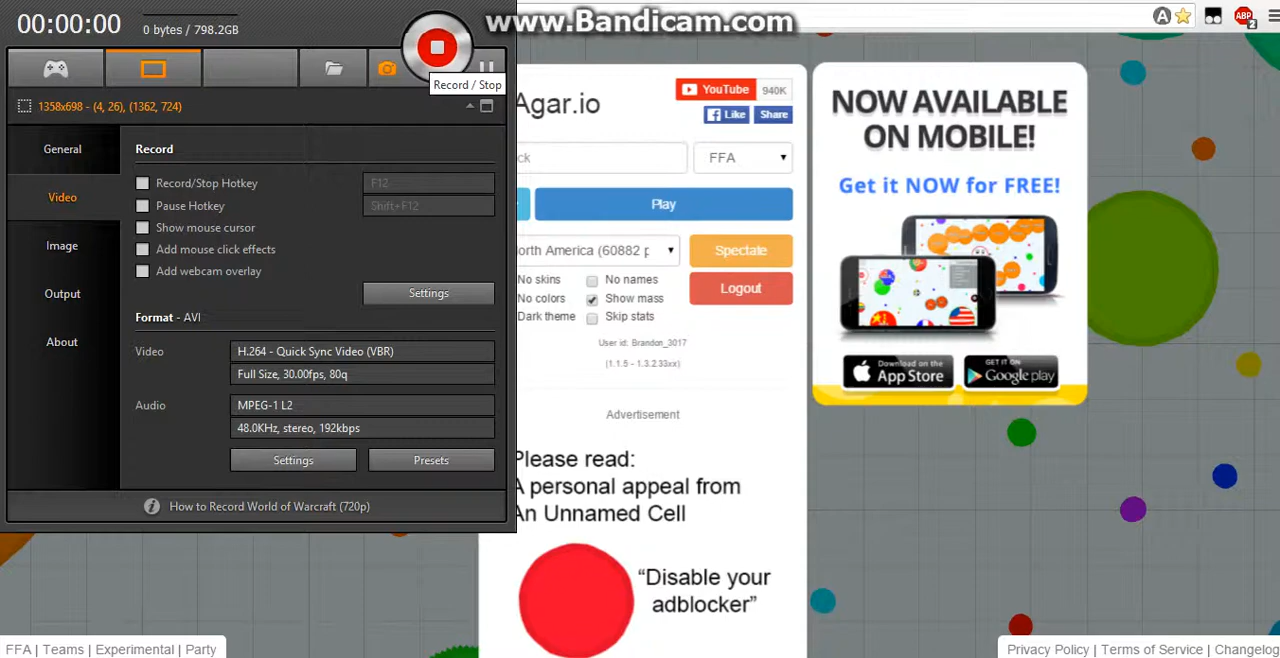 www.Bandicam.com
00:00:00
0 bytes / 798.2GB
Record / Stop
1358x698 - (4, 26), (1362, 724)
General
Video
Image
Output
About
Record
Record/Stop Hotkey
F12
Pause Hotkey
Shift+F12
Show mouse cursor
Add mouse click effects
Add webcam overlay
Settings
Format - AVI
Video
H.264 - Quick Sync Video (VBR)
Full Size, 30.00fps, 80q
Audio
MPEG-1 L2
48.0KHz, stereo, 192kbps
Settings
Presets
How to Record World of Warcraft (720p)
Agar.io
YouTube 940K
Like Share
ck
FFA
Play
orth America (60882 p
Spectate
No skins No names
No colors Show mass
Dark theme Skip stats
Logout
User id: Brandon_3017
(1.1.5 - 1.3.2.33xx)
Advertisement
Please read:
A personal appeal from
An Unnamed Cell
“Disable your
adblocker”
NOW AVAILABLE
ON MOBILE!
Get it NOW for FREE!
Download on the
App Store
GET IT ON
Google play
A
ABP
2
FFA | Teams | Experimental | Party
Privacy Policy | Terms of Service | Changelog